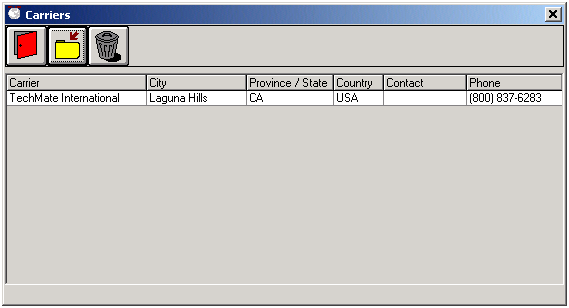 Carriers
Carrier City Province / State Country Contact Phone
TechMate International Laguna Hills CA USA (800) 837-6283